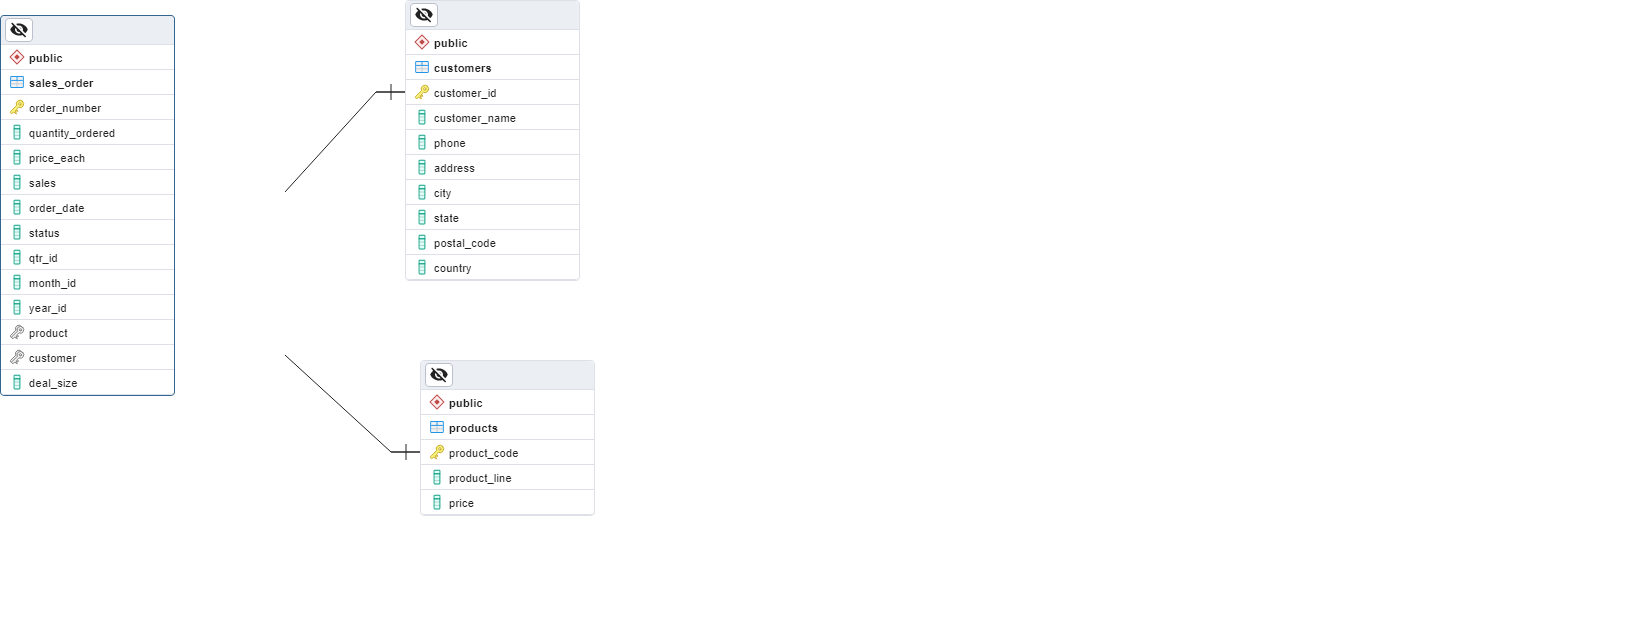 public
sales_order
order_number
quantity_ordered
price_each
sales
order_date
status
qtr_id
month_id
year_id
product
customer
deal_size
public
customers
customer_id
customer_name
phone
address
city
state
postal_code
country
public
products
product_code
product_line
price